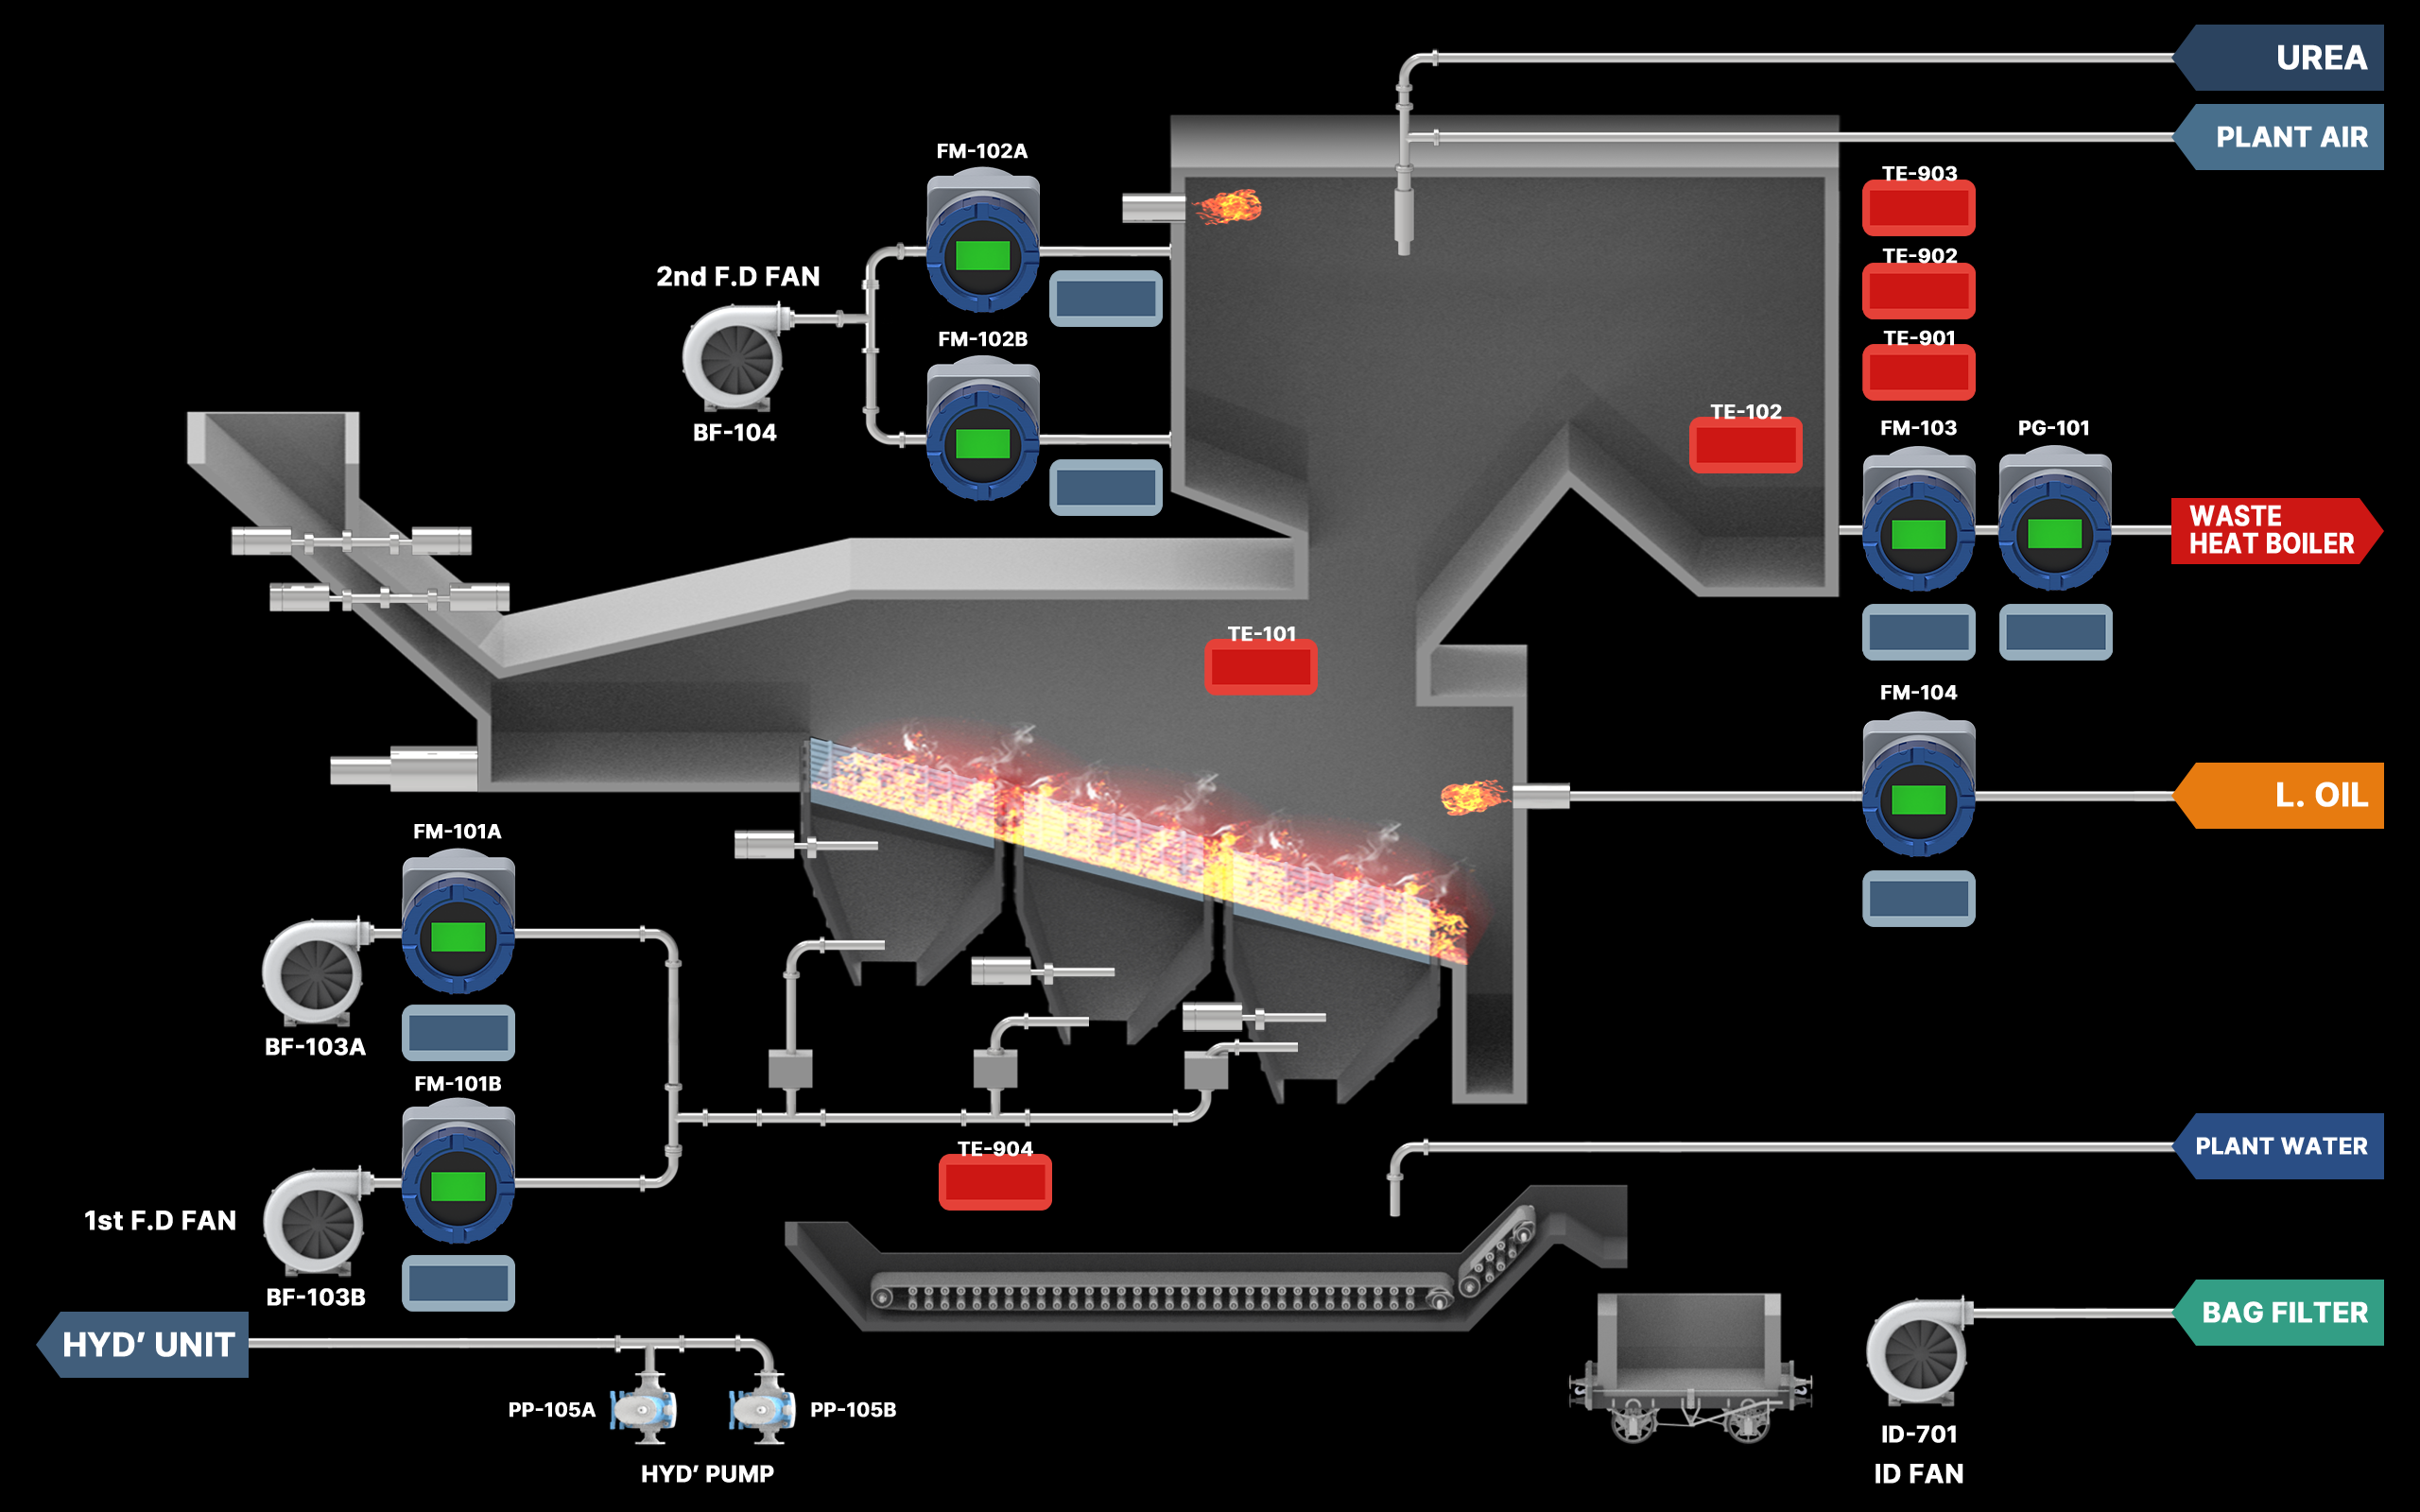 UREA
PLANT AIR
FM-102A
TE-903
TE-902
2nd F.D FAN
FM-102B
TE-901
BF-104
TE-102
FM-103
PG-101
WASTE
HEAT BOILER
TE-101
FM-104
L. OIL
FM-101A
BF-103A
FM-101B
TE-904
PLANT WATER
1st F.D FAN
BF-103B
BAG FILTER
HYD' UNIT
PP-105A
PP-105B
ID-701
HYD' PUMP
ID FAN